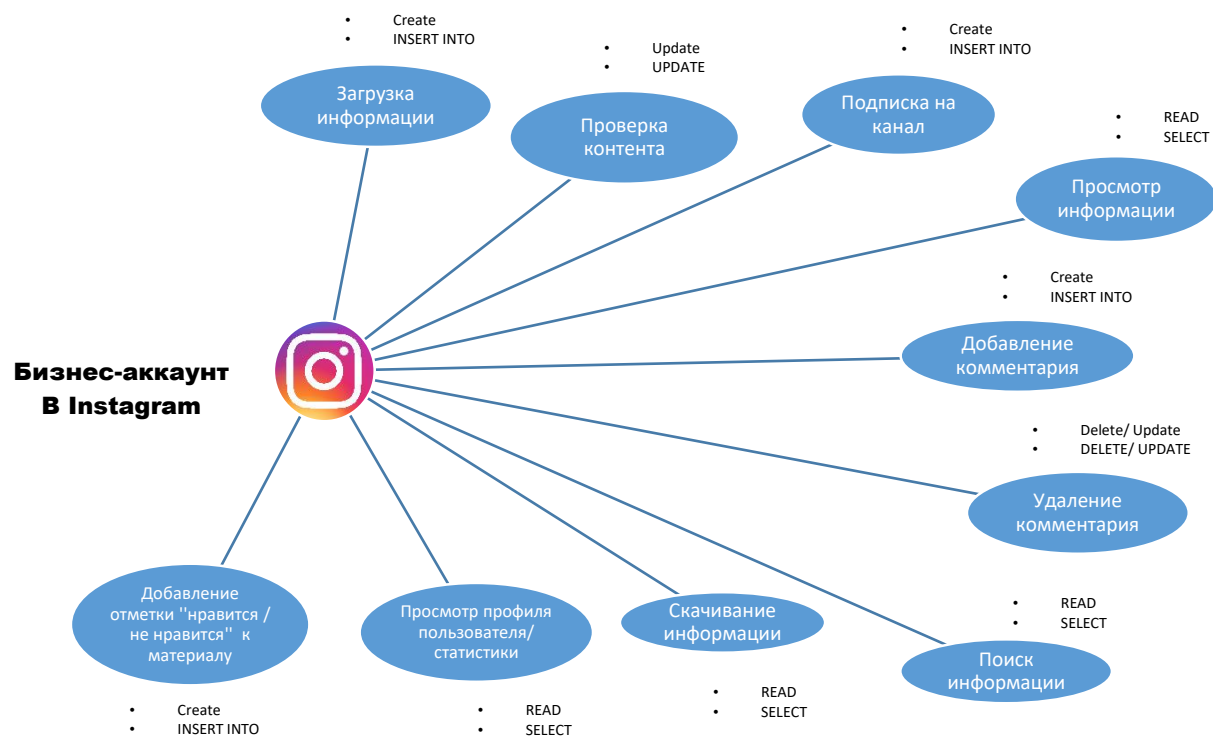 • Create
• INSERT INTO
Загрузка
информации
• Update
• UPDATE
Проверка
контента
• Create
• INSERT INTO
Подписка на
канал
• READ
• SELECT
Просмотр
информации
• Create
• INSERT INTO
Добавление
комментария
Бизнес-аккаунт
В Instagram
• Delete/ Update
• DELETE/ UPDATE
Удаление
комментария
Добавление
отметки "нравится /
не нравится" к
материалу
• Create
• INSERT INTO
Просмотр профиля
пользователя/
статистики
• READ
• SELECT
Скачивание
информации
• READ
• SELECT
• READ
• SELECT
Поиск
информации